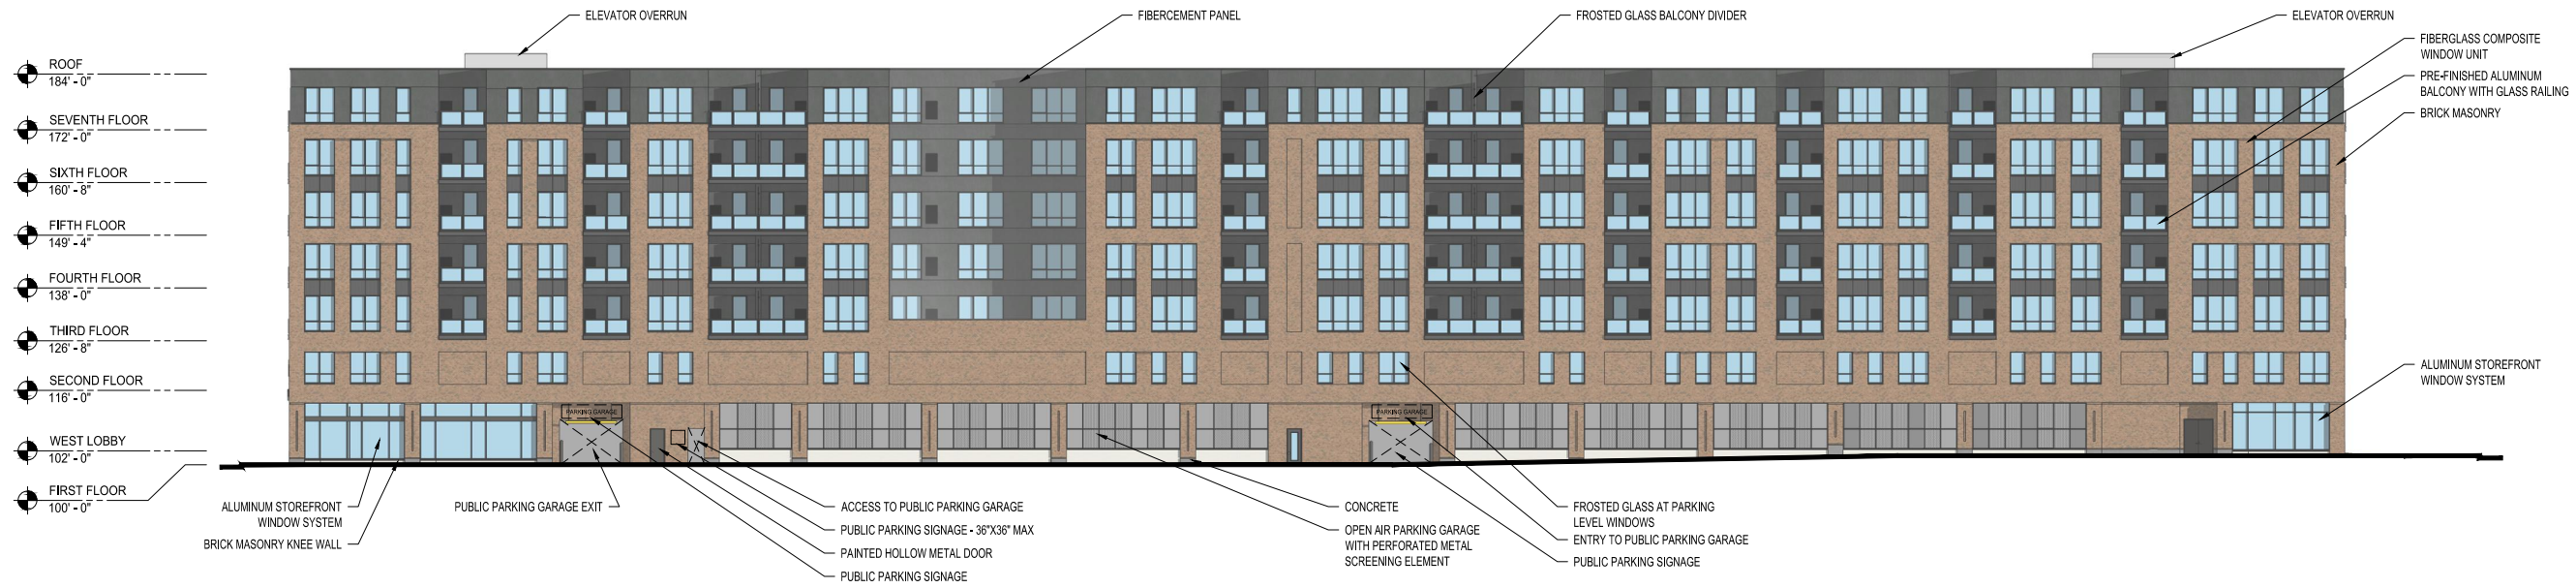 ELEVATOR OVERRUN
FIBERCEMENT PANEL
FROSTED GLASS BALCONY DIVIDER
ELEVATOR OVERRUN
FIBERGLASS COMPOSITE
WINDOW UNIT
PRE-FINISHED ALUMINUM
BALCONY WITH GLASS RAILING
BRICK MASONRY
ROOF
184' - 0"
SEVENTH FLOOR
172' - 0"
SIXTH FLOOR
160' - 8"
FIFTH FLOOR
149' - 4"
FOURTH FLOOR
138' - 0"
THIRD FLOOR
126' - 8"
SECOND FLOOR
116' - 0"
WEST LOBBY
102' - 0"
FIRST FLOOR
100' - 0"
ALUMINUM STOREFRONT
WINDOW SYSTEM
PARKING GARAGE
PARKING GARAGE
ALUMINUM STOREFRONT
WINDOW SYSTEM
BRICK MASONRY KNEE WALL
PUBLIC PARKING GARAGE EXIT
ACCESS TO PUBLIC PARKING GARAGE
PUBLIC PARKING SIGNAGE - 36"X36" MAX
PAINTED HOLLOW METAL DOOR
PUBLIC PARKING SIGNAGE
CONCRETE
OPEN AIR PARKING GARAGE
WITH PERFORATED METAL
SCREENING ELEMENT
FROSTED GLASS AT PARKING
LEVEL WINDOWS
ENTRY TO PUBLIC PARKING GARAGE
PUBLIC PARKING SIGNAGE